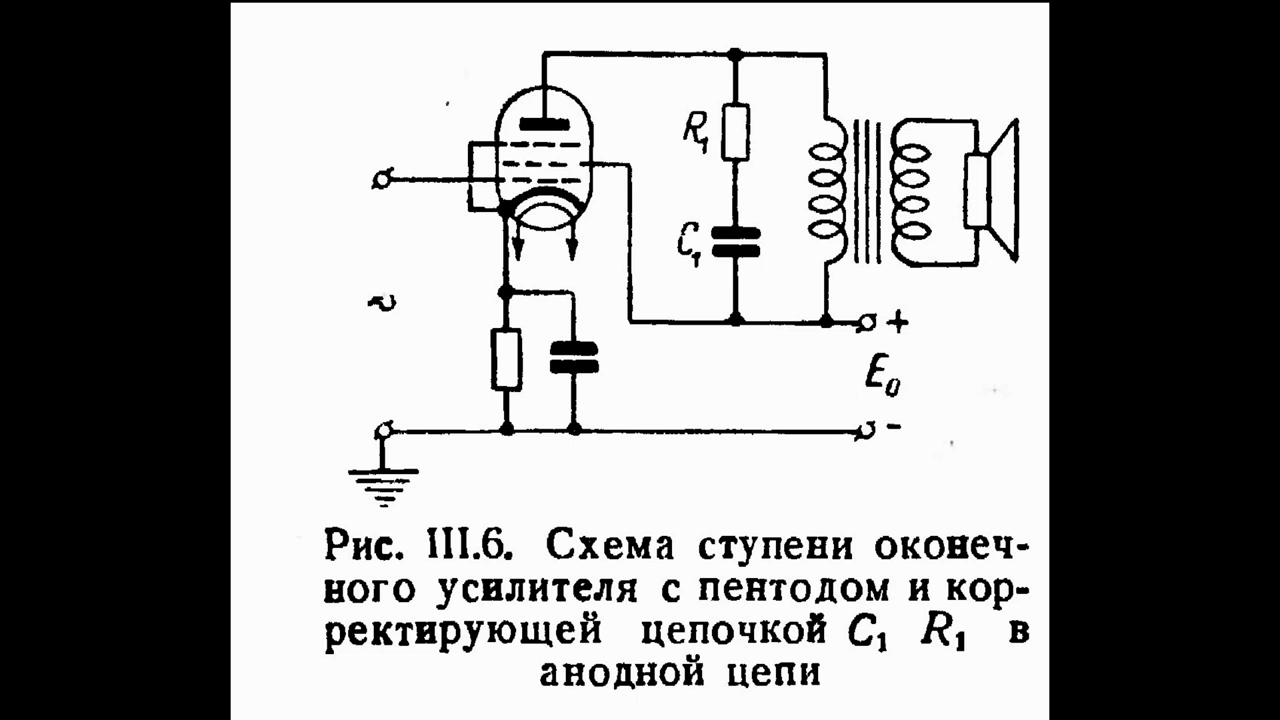 R₁
C₁
~
+
E₀
-
Рис. III.6. Схема ступени оконеч-
ного усилителя с пентодом и кор-
ректирующей цепочкой C₁ R₁ в
анодной цепи